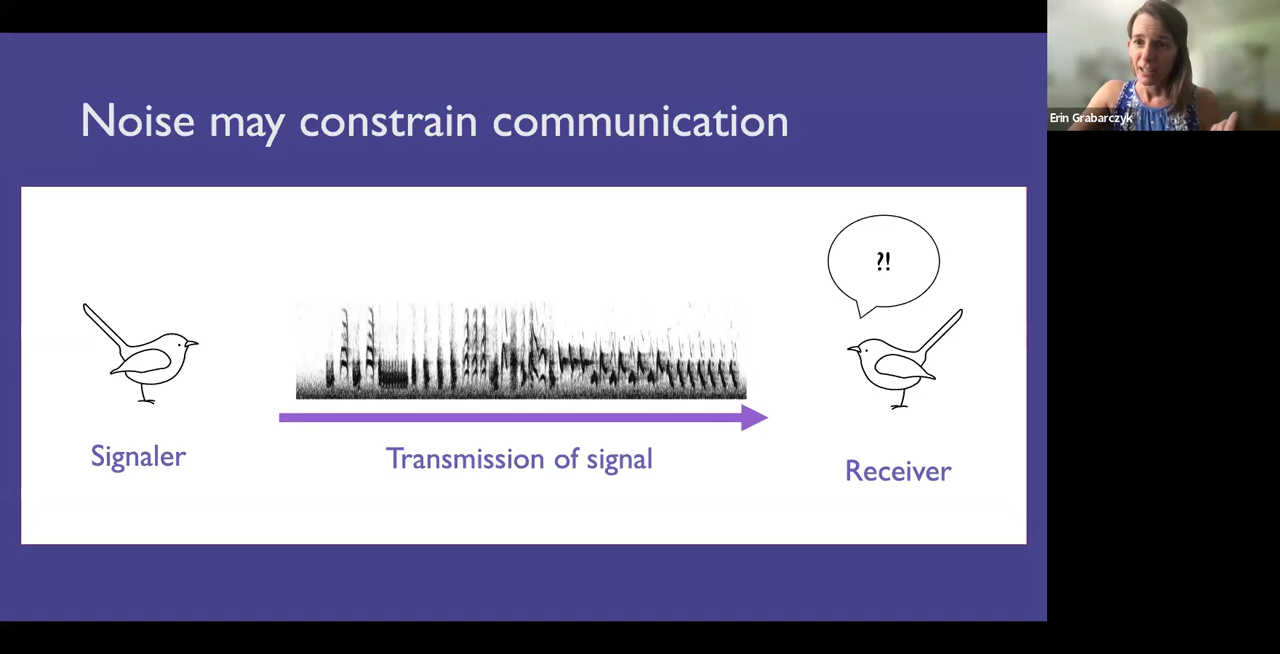 Noise may constrain communication
Erin Grabarczyk
?!
Signaler
Transmission of signal
Receiver